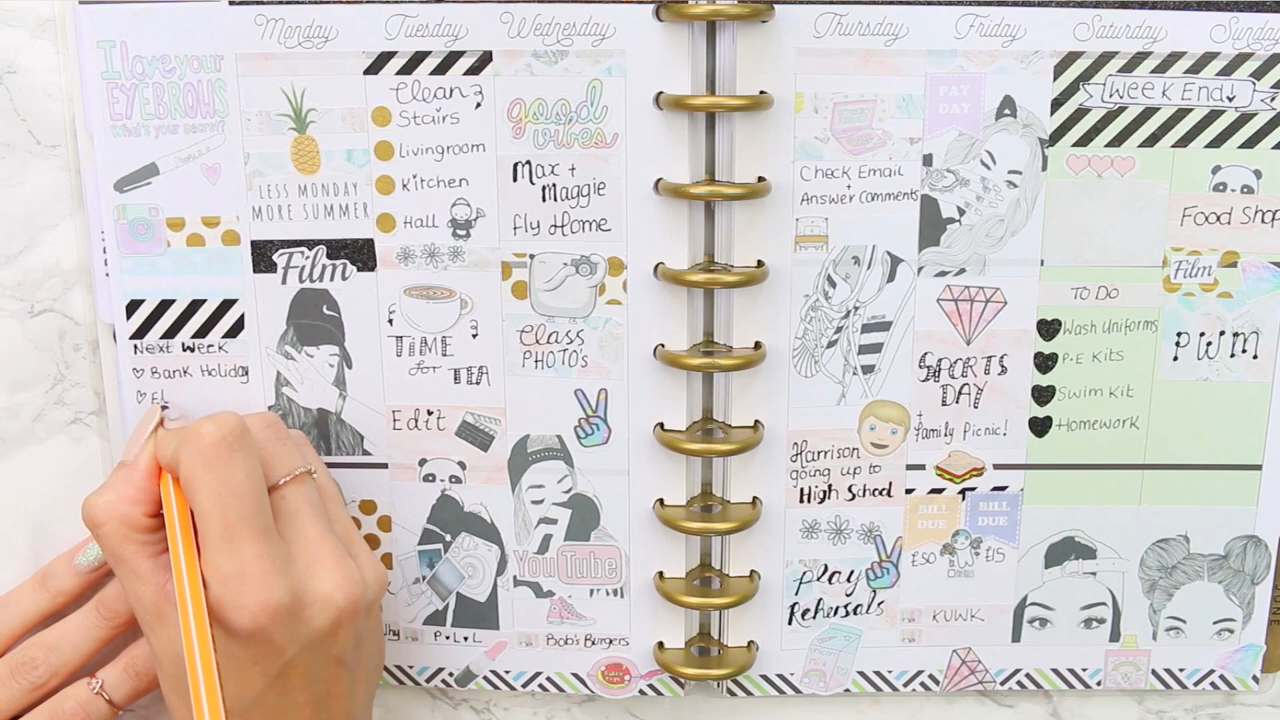 Monday
Tuesday
Wednesday
Thursday
Friday
Saturday
Sunday
I love your
EYEBROWS
What's your secret?
Next Week
Bank Holiday
LESS MONDAY
MORE SUMMER
Film
Clean
Stairs
Livingroom
Kitchen
Hall
TiME
for
TEA
Edit
P♥L♥L
good
vibes
Max +
Maggie
fly Home
Class
PHOTO's
YouTube
Bob's Burgers
Check Email
+
Answer Comments
Harrison
going up to
High School
play
Rehersals
PAY
DAY
SPORTS
DAY
+
family Picnic!
BILL
DUE
BILL
DUE
£50
£15
KUWK
Week End
TO DO
Wash Uniforms
P.E Kits
Swim Kit
Homework
Food Shop
Film
PWM